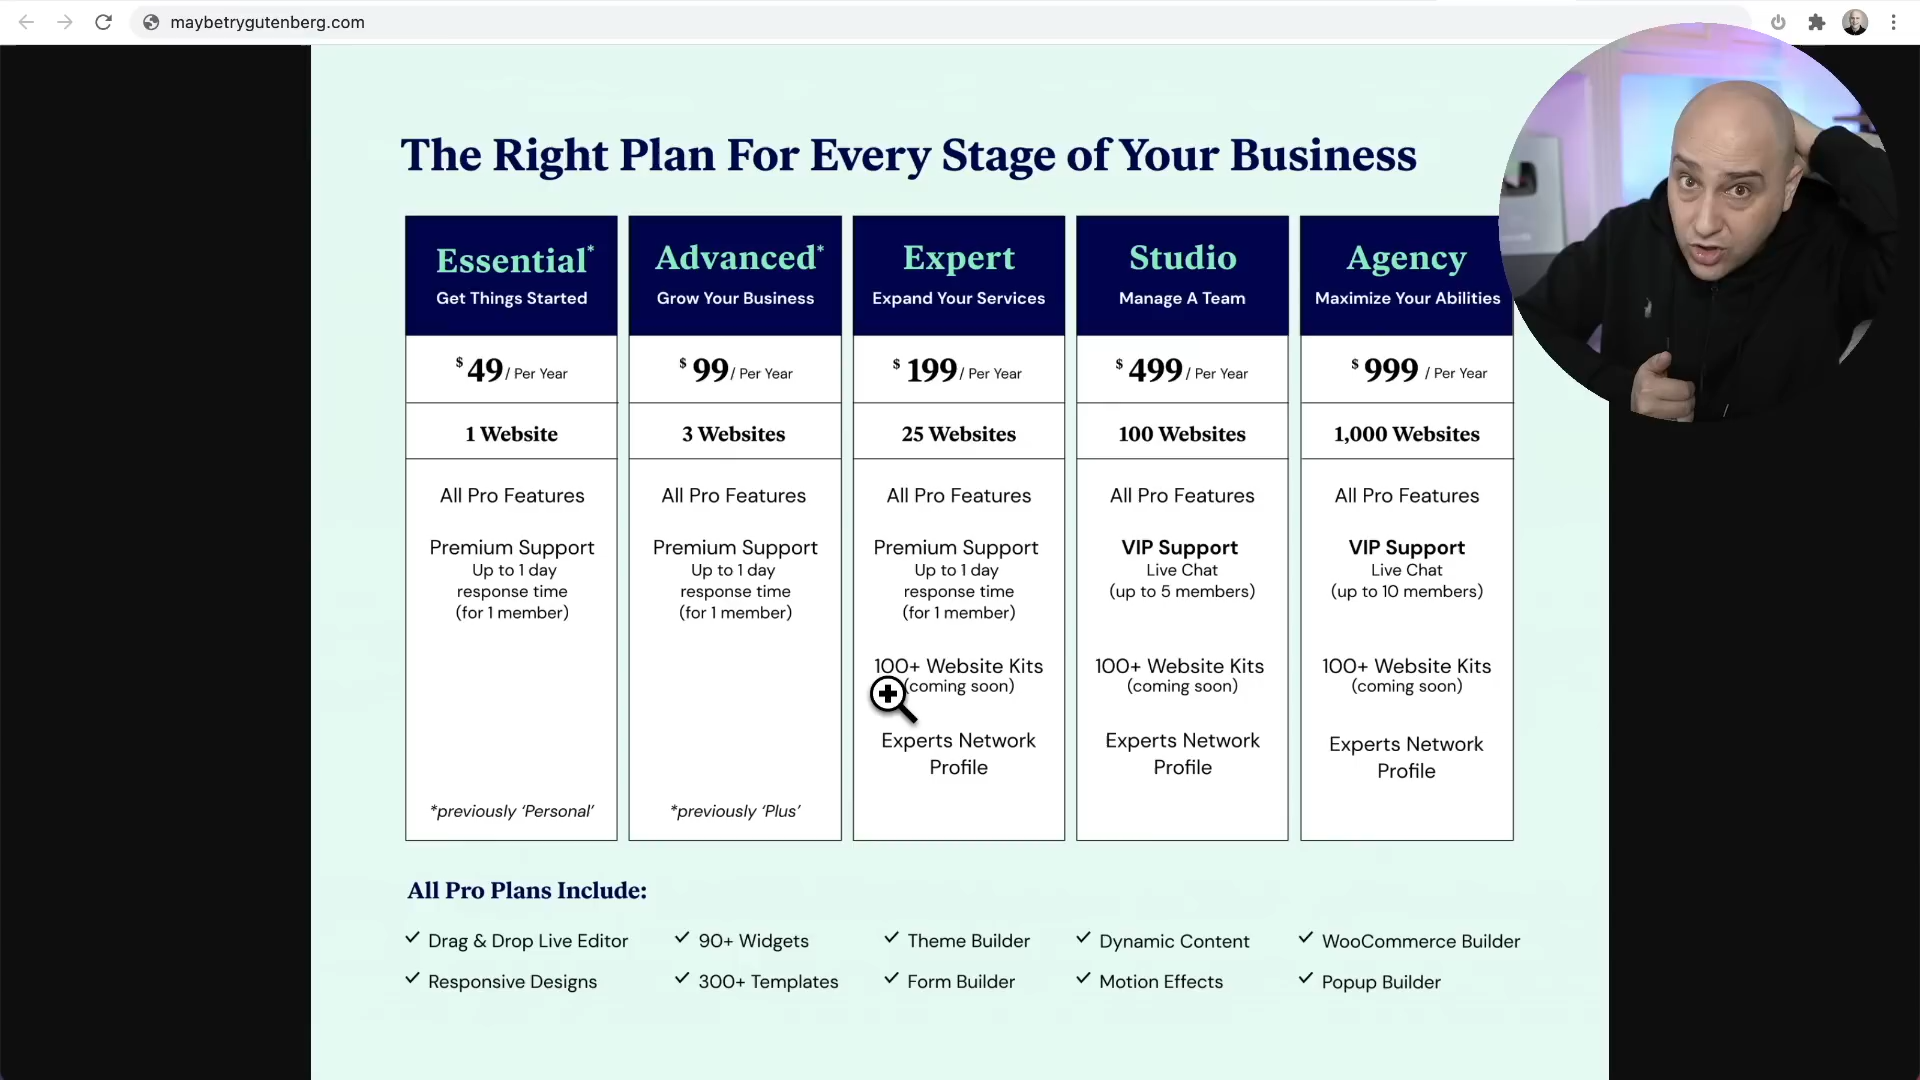 maybetrygutenberg.com
The Right Plan For Every Stage of Your Business
Essential*
Get Things Started
$ 49 / Per Year
1 Website
All Pro Features
Premium Support
Up to 1 day
response time
(for 1 member)
*previously ‘Personal’
Advanced*
Grow Your Business
$ 99 / Per Year
3 Websites
All Pro Features
Premium Support
Up to 1 day
response time
(for 1 member)
*previously ‘Plus’
Expert
Expand Your Services
$ 199 / Per Year
25 Websites
All Pro Features
Premium Support
Up to 1 day
response time
(for 1 member)
100+ Website Kits
(coming soon)
Experts Network
Profile
Studio
Manage A Team
$ 499 / Per Year
100 Websites
All Pro Features
VIP Support
Live Chat
(up to 5 members)
100+ Website Kits
(coming soon)
Experts Network
Profile
Agency
Maximize Your Abilities
$ 999 / Per Year
1,000 Websites
All Pro Features
VIP Support
Live Chat
(up to 10 members)
100+ Website Kits
(coming soon)
Experts Network
Profile
All Pro Plans Include:
✓ Drag & Drop Live Editor ✓ 90+ Widgets ✓ Theme Builder ✓ Dynamic Content ✓ WooCommerce Builder
✓ Responsive Designs ✓ 300+ Templates ✓ Form Builder ✓ Motion Effects ✓ Popup Builder